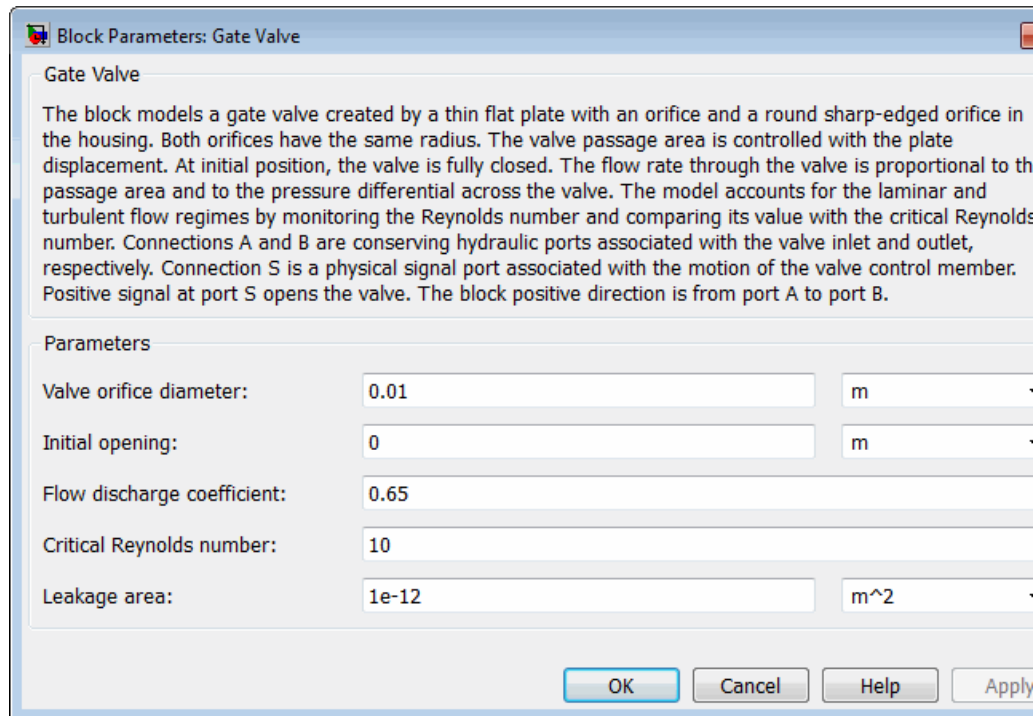 Block Parameters: Gate Valve
Gate Valve
The block models a gate valve created by a thin flat plate with an orifice and a round sharp-edged orifice in
the housing. Both orifices have the same radius. The valve passage area is controlled with the plate
displacement. At initial position, the valve is fully closed. The flow rate through the valve is proportional to th
passage area and to the pressure differential across the valve. The model accounts for the laminar and
turbulent flow regimes by monitoring the Reynolds number and comparing its value with the critical Reynolds
number. Connections A and B are conserving hydraulic ports associated with the valve inlet and outlet,
respectively. Connection S is a physical signal port associated with the motion of the valve control member.
Positive signal at port S opens the valve. The block positive direction is from port A to port B.
Parameters
Valve orifice diameter: 0.01 m
Initial opening: 0 m
Flow discharge coefficient: 0.65
Critical Reynolds number: 10
Leakage area: 1e-12 m^2
OK Cancel Help Apply